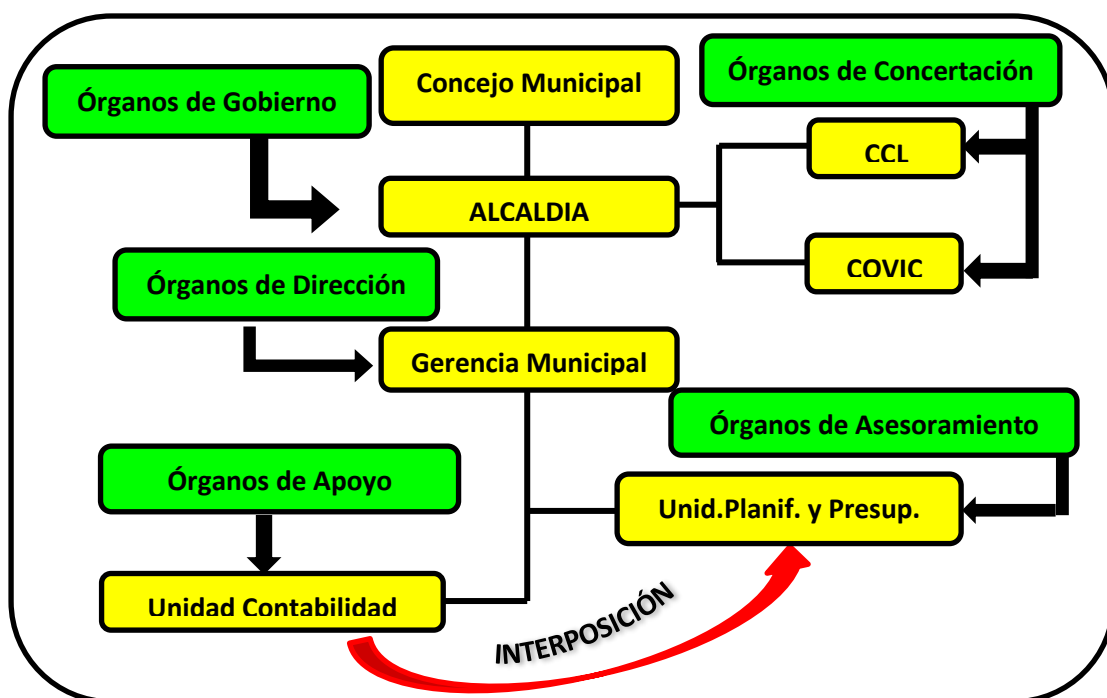 Concejo Municipal
Órganos de Concertación
Órganos de Gobierno
CCL
ALCALDIA
COVIC
Órganos de Dirección
Gerencia Municipal
Órganos de Asesoramiento
Órganos de Apoyo
Unid.Planif. y Presup.
Unidad Contabilidad
INTERPOSICIÓN